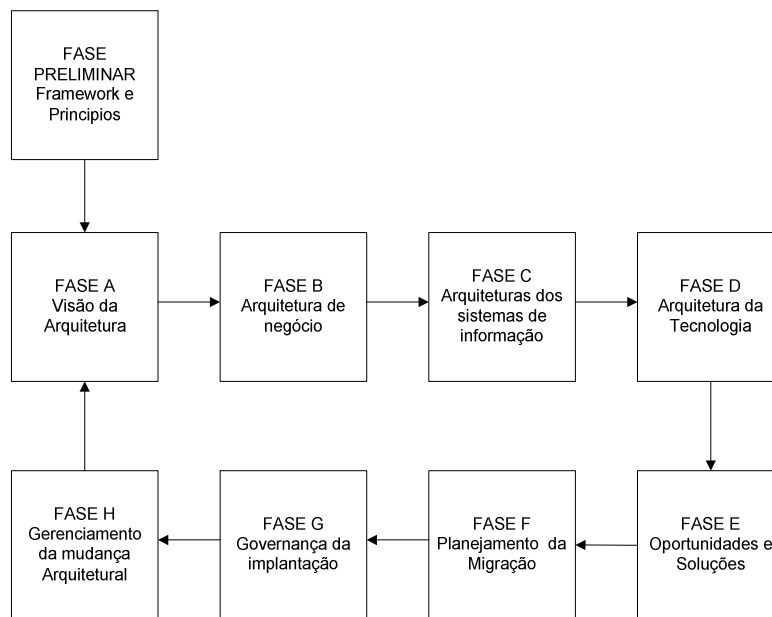 FASE
PRELIMINAR
Framework e
Principios
FASE A
Visão da
Arquitetura
FASE B
Arquitetura de
negócio
FASE C
Arquiteturas dos
sistemas de
informação
FASE D
Arquitetura da
Tecnologia
FASE E
Oportunidades e
Soluções
FASE F
Planejamento da
Migração
FASE G
Governança da
implantação
FASE H
Gerenciamento
da mudança
Arquitetural